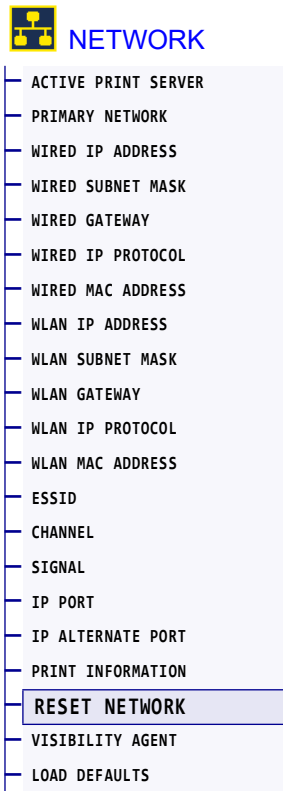 NETWORK
ACTIVE PRINT SERVER
PRIMARY NETWORK
WIRED IP ADDRESS
WIRED SUBNET MASK
WIRED GATEWAY
WIRED IP PROTOCOL
WIRED MAC ADDRESS
WLAN IP ADDRESS
WLAN SUBNET MASK
WLAN GATEWAY
WLAN IP PROTOCOL
WLAN MAC ADDRESS
ESSID
CHANNEL
SIGNAL
IP PORT
IP ALTERNATE PORT
PRINT INFORMATION
RESET NETWORK
VISIBILITY AGENT
LOAD DEFAULTS